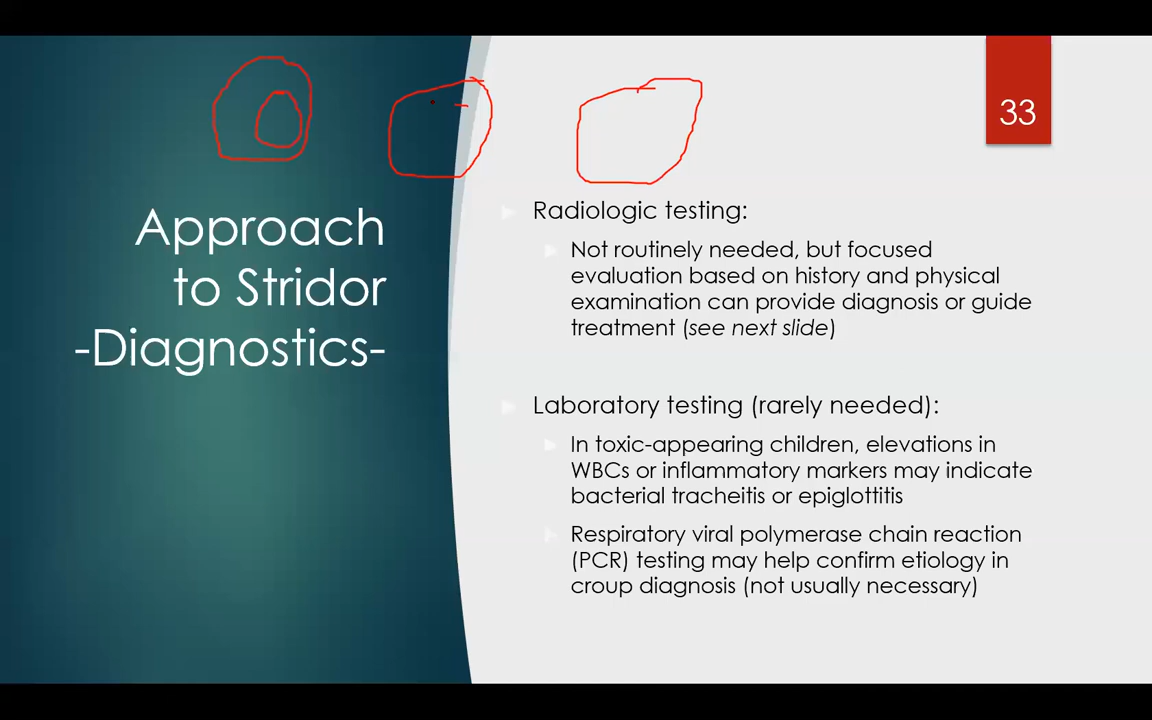 33
Approach
to Stridor
-Diagnostics-
Radiologic testing:
Not routinely needed, but focused
evaluation based on history and physical
examination can provide diagnosis or guide
treatment (see next slide)
Laboratory testing (rarely needed):
In toxic-appearing children, elevations in
WBCs or inflammatory markers may indicate
bacterial tracheitis or epiglottitis
Respiratory viral polymerase chain reaction
(PCR) testing may help confirm etiology in
croup diagnosis (not usually necessary)